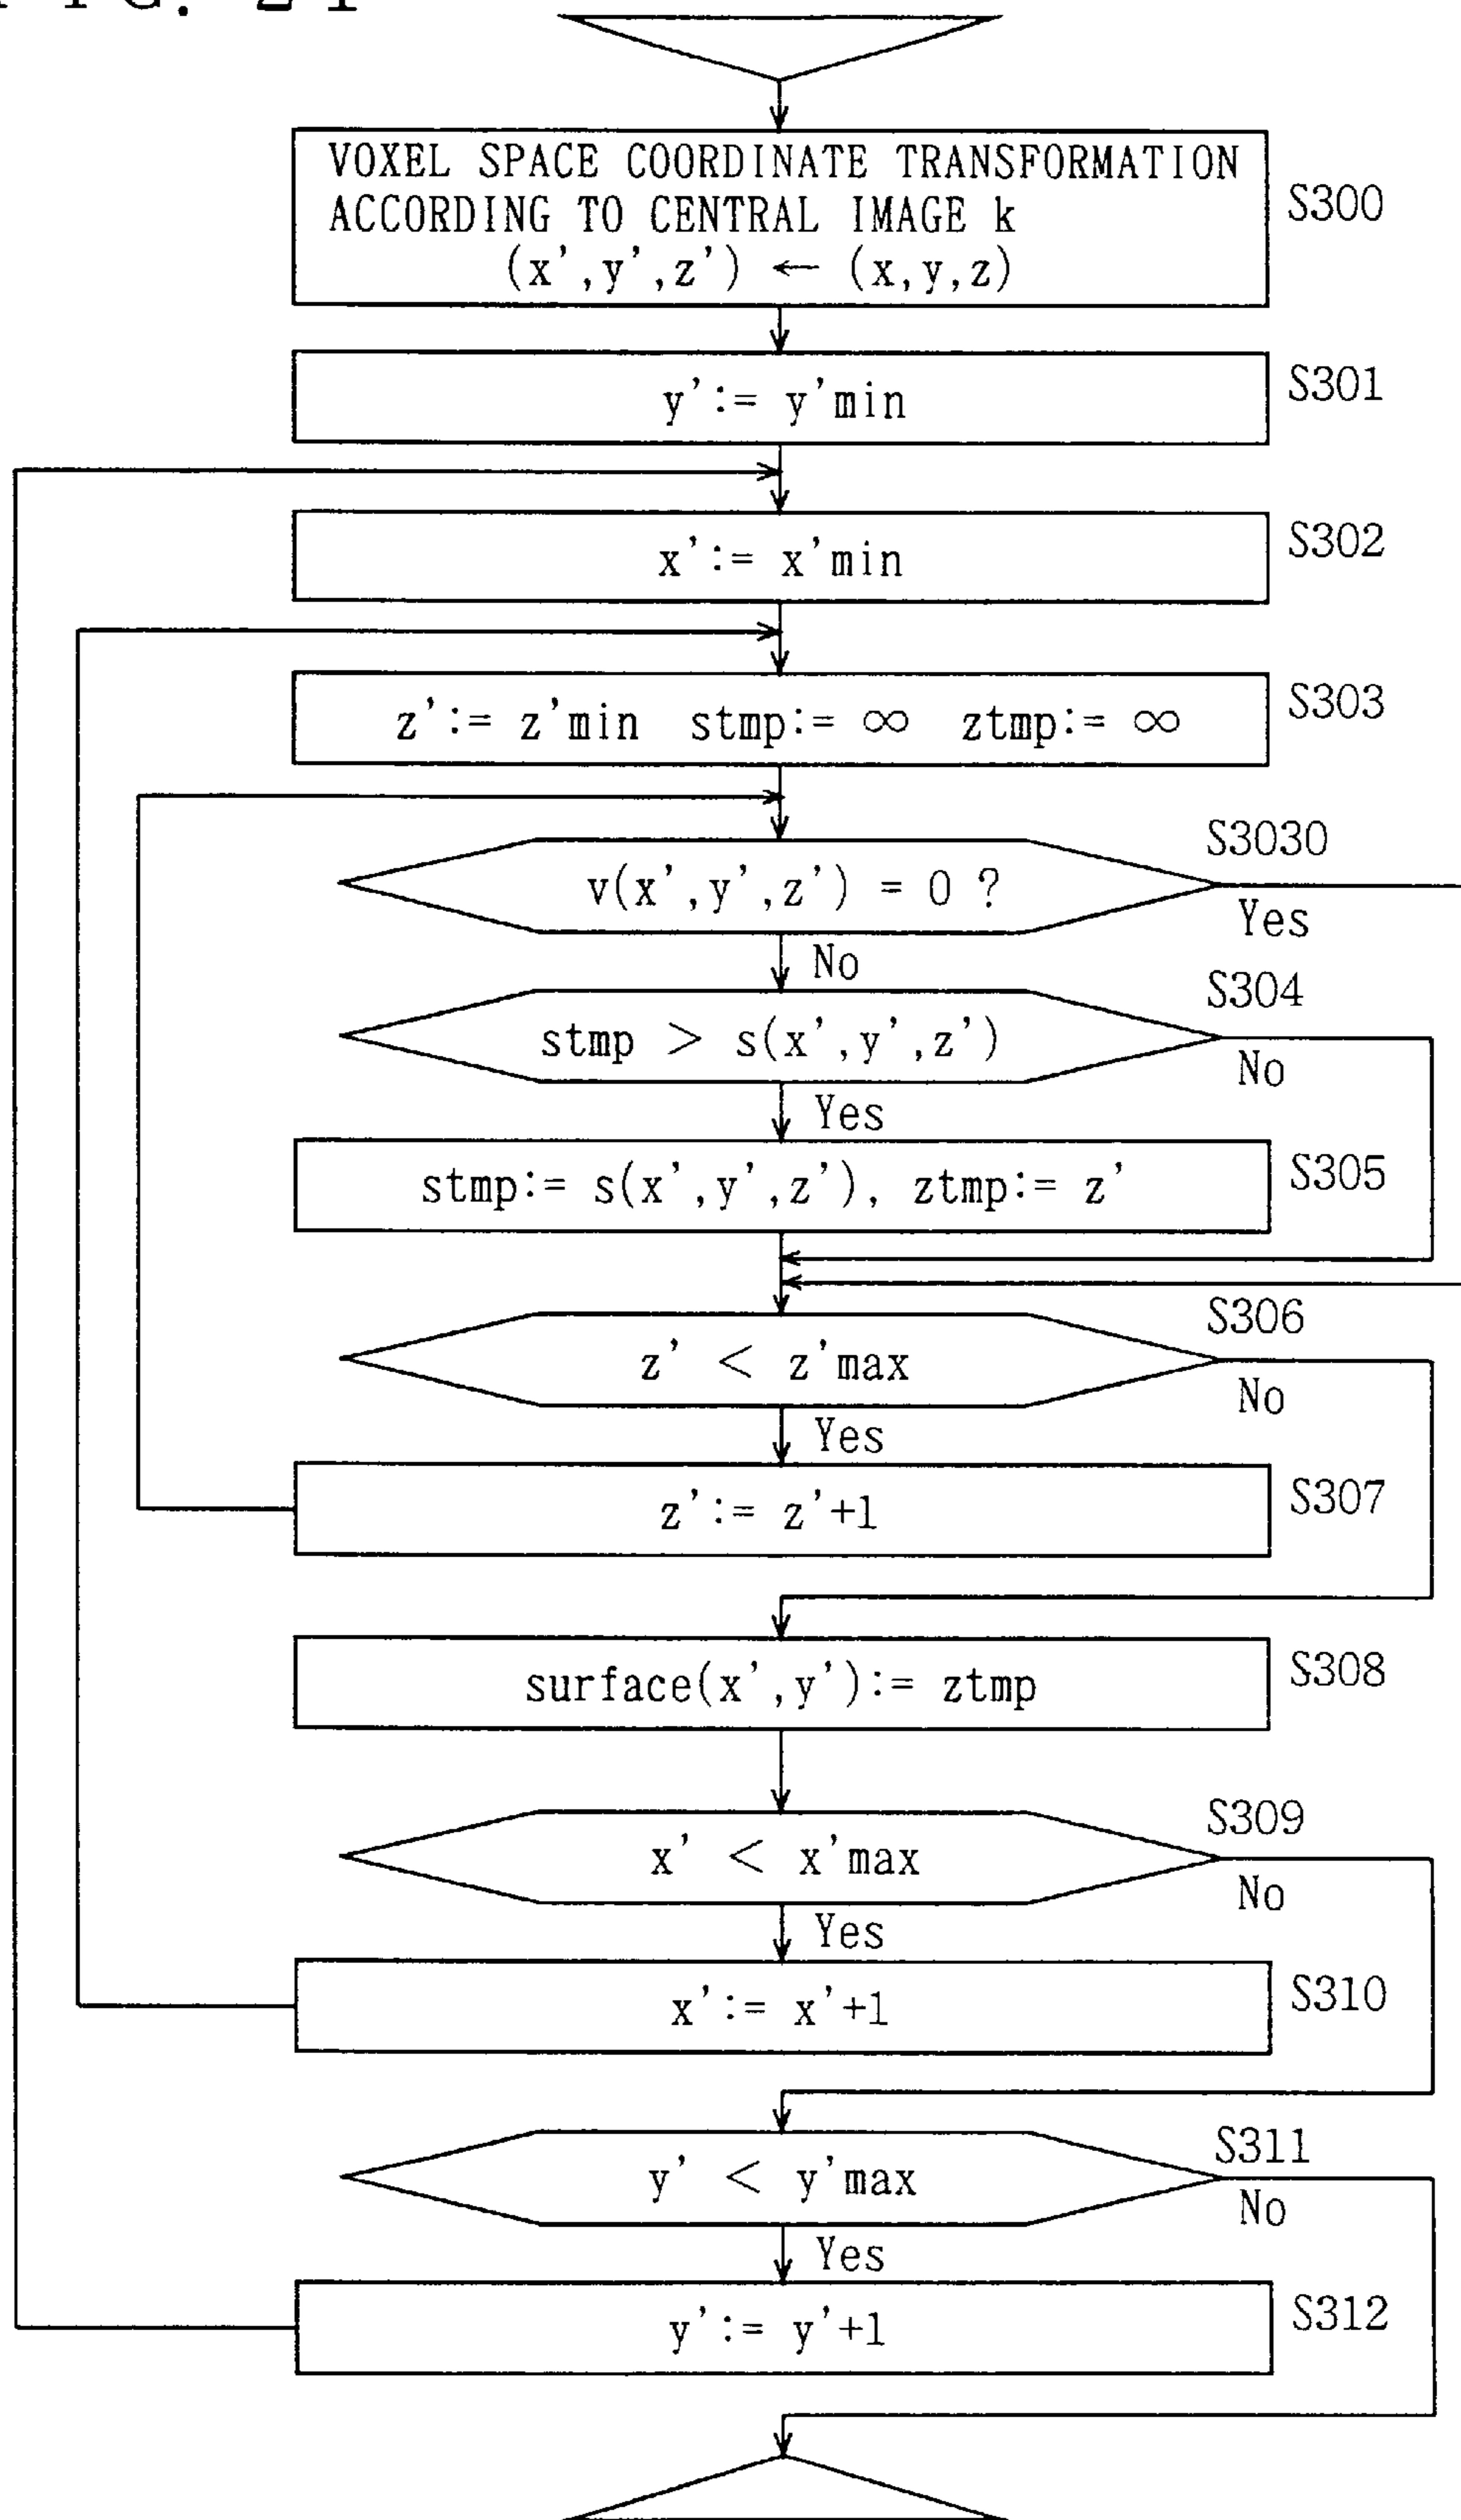 VOXEL SPACE COORDINATE TRANSFORMATION
ACCORDING TO CENTRAL IMAGE k
(x',y',z') ← (x,y,z)
S300
y':= y'min
S301
x':= x'min
S302
z':= z'min stmp:= ∞ ztmp:= ∞
S303
v(x',y',z') = 0 ?
S3030
Yes
No
stmp > s(x',y',z')
S304
No
Yes
stmp:= s(x',y',z'), ztmp:= z'
S305
z' < z'max
S306
No
Yes
z':= z'+1
S307
surface(x',y'):= ztmp
S308
x' < x'max
S309
No
Yes
x':= x'+1
S310
y' < y'max
S311
No
Yes
y':= y'+1
S312